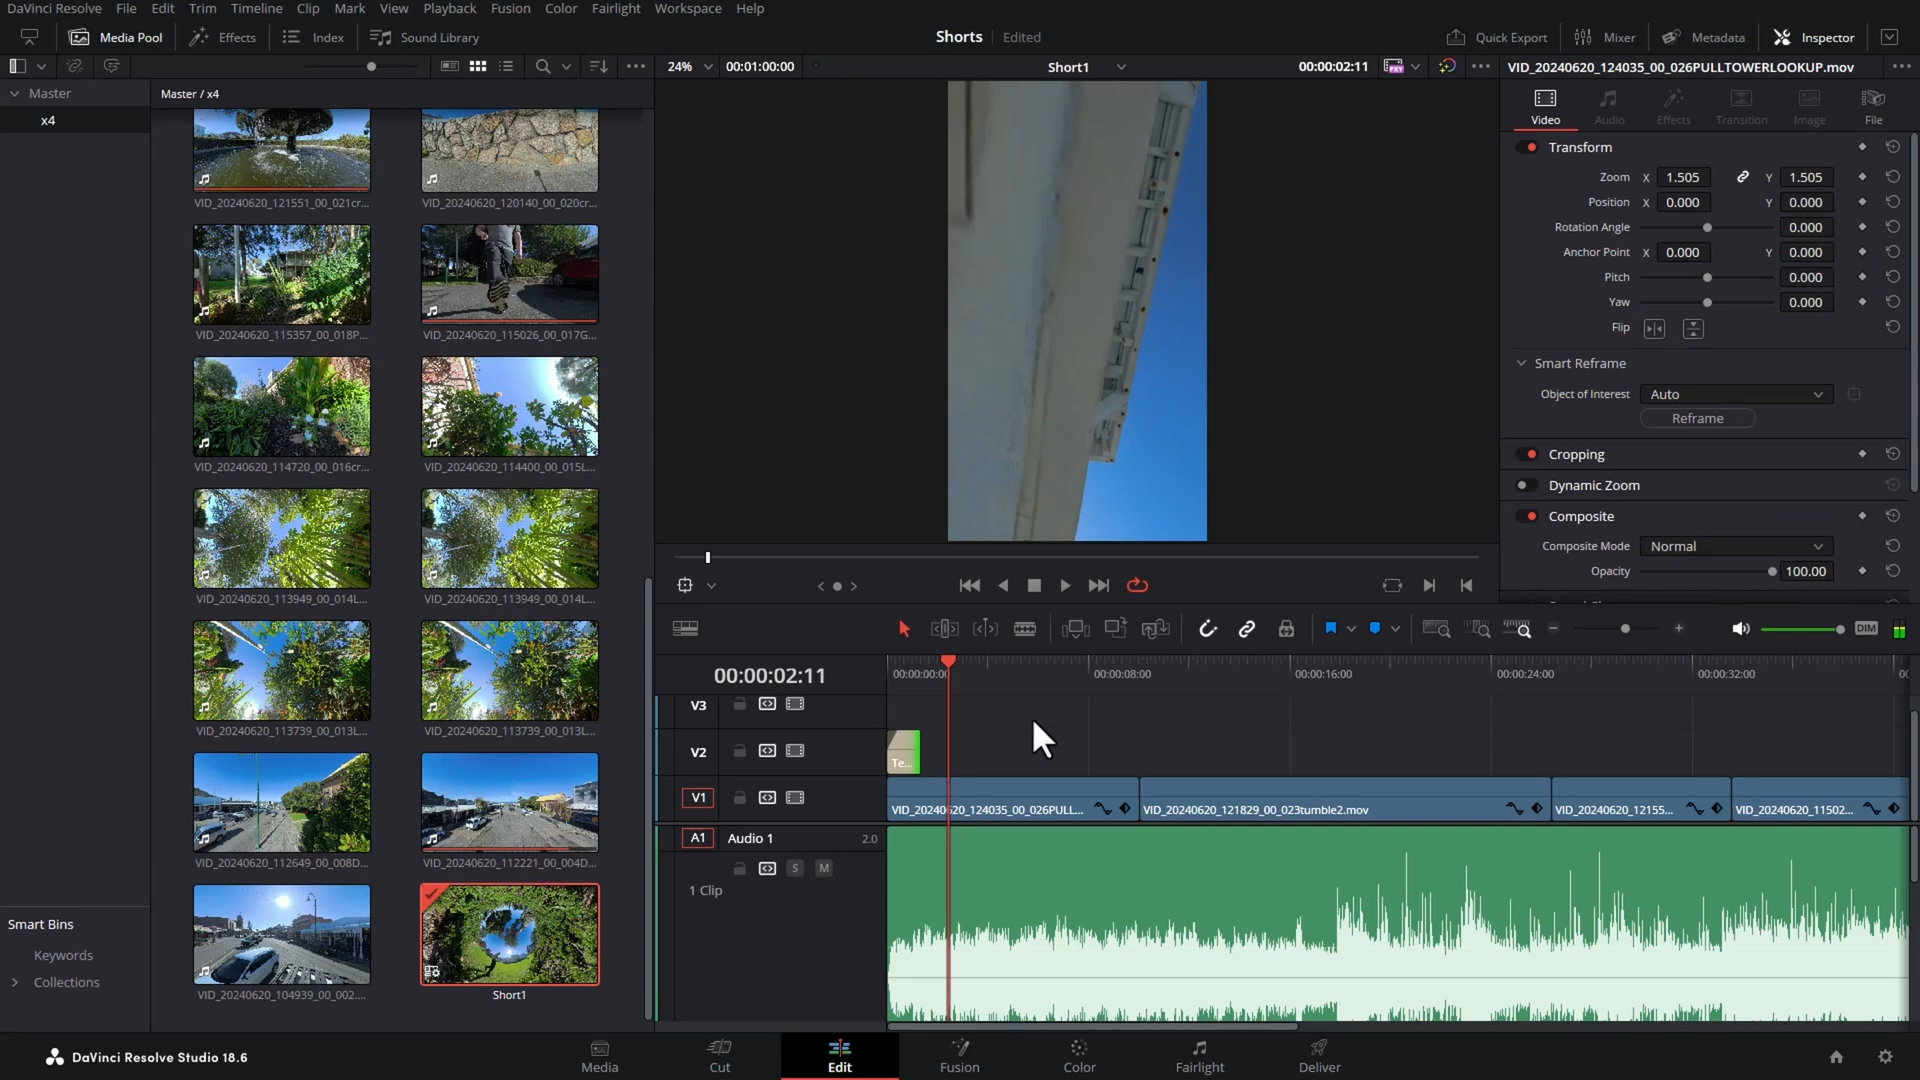 DaVinci Resolve File Edit Trim Timeline Clip Mark View Playback Fusion Color Fairlight Workspace Help
Media Pool Effects Index Sound Library Shorts Edited Quick Export Mixer Metadata Inspector
24% 00:01:00:00 Short1 00:00:02:11 PXY VID_20240620_124035_00_026PULLTOWERLOOKUP.mov
Master Master / x4
x4
Video Audio Effects Transition Image File
VID_20240620_121551_00_021cr... VID_20240620_120140_00_020cr...
VID_20240620_115357_00_018P... VID_20240620_115026_00_017G...
VID_20240620_114720_00_016cr... VID_20240620_114400_00_015L...
VID_20240620_113949_00_014L... VID_20240620_113949_00_014L...
VID_20240620_113739_00_013L... VID_20240620_113739_00_013L...
VID_20240620_112649_00_008D... VID_20240620_112221_00_004D...
VID_20240620_104939_00_002.... Short1
Smart Bins
Keywords
Collections
Transform
Zoom X 1.505 Y 1.505
Position X 0.000 Y 0.000
Rotation Angle 0.000
Anchor Point X 0.000 Y 0.000
Pitch 0.000
Yaw 0.000
Flip
Smart Reframe
Object of Interest Auto
Reframe
Cropping
Dynamic Zoom
Composite
Composite Mode Normal
Opacity 100.00
DIM
00:00:02:11 00:00:00:00 00:00:08:00 00:00:16:00 00:00:24:00 00:00:32:00
V3
V2 Te...
V1 VID_20240620_124035_00_026PULL... VID_20240620_121829_00_023tumble2.mov VID_20240620_12155... VID_20240620_11502...
A1 Audio 1 2.0
S M
1 Clip
DaVinci Resolve Studio 18.6 Media Cut Edit Fusion Color Fairlight Deliver